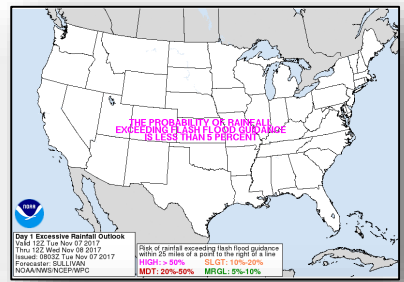 THE PROBABILITY OF RAINFALL
EXCEEDING FLASH FLOOD GUIDANCE
IS LESS THAN 5 PERCENT
NOAA
Day 1 Excessive Rainfall Outlook
Valid 12Z Tue Nov 07 2017
Thru 12Z Wed Nov 08 2017
Issued: 0803Z Tue Nov 07 2017
Forecaster: SULLIVAN
NOAA/NWS/NCEP/WPC
Risk of rainfall exceeding flash flood guidance
within 25 miles of a point to the right of a line
HIGH: > 50% SLGT: 10%-20%
MDT: 20%-50% MRGL: 5%-10%